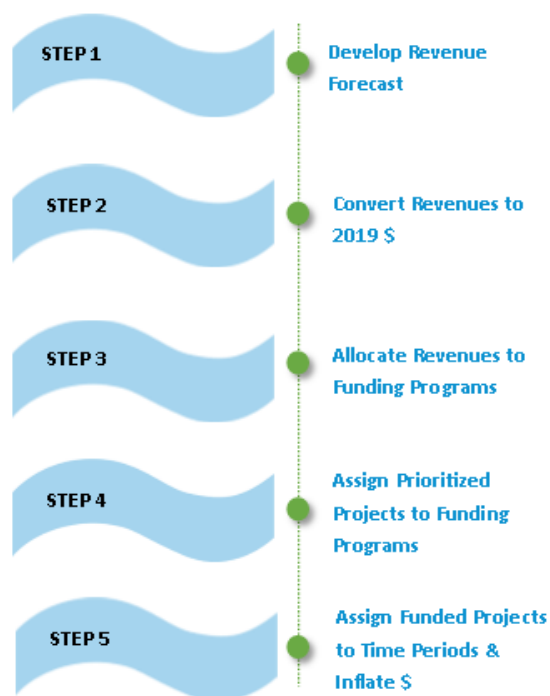 STEP 1
Develop Revenue
Forecast
STEP 2
Convert Revenues to
2019 $
STEP 3
Allocate Revenues to
Funding Programs
STEP 4
Assign Prioritized
Projects to Funding
Programs
STEP 5
Assign Funded Projects
to Time Periods &
Inflate $